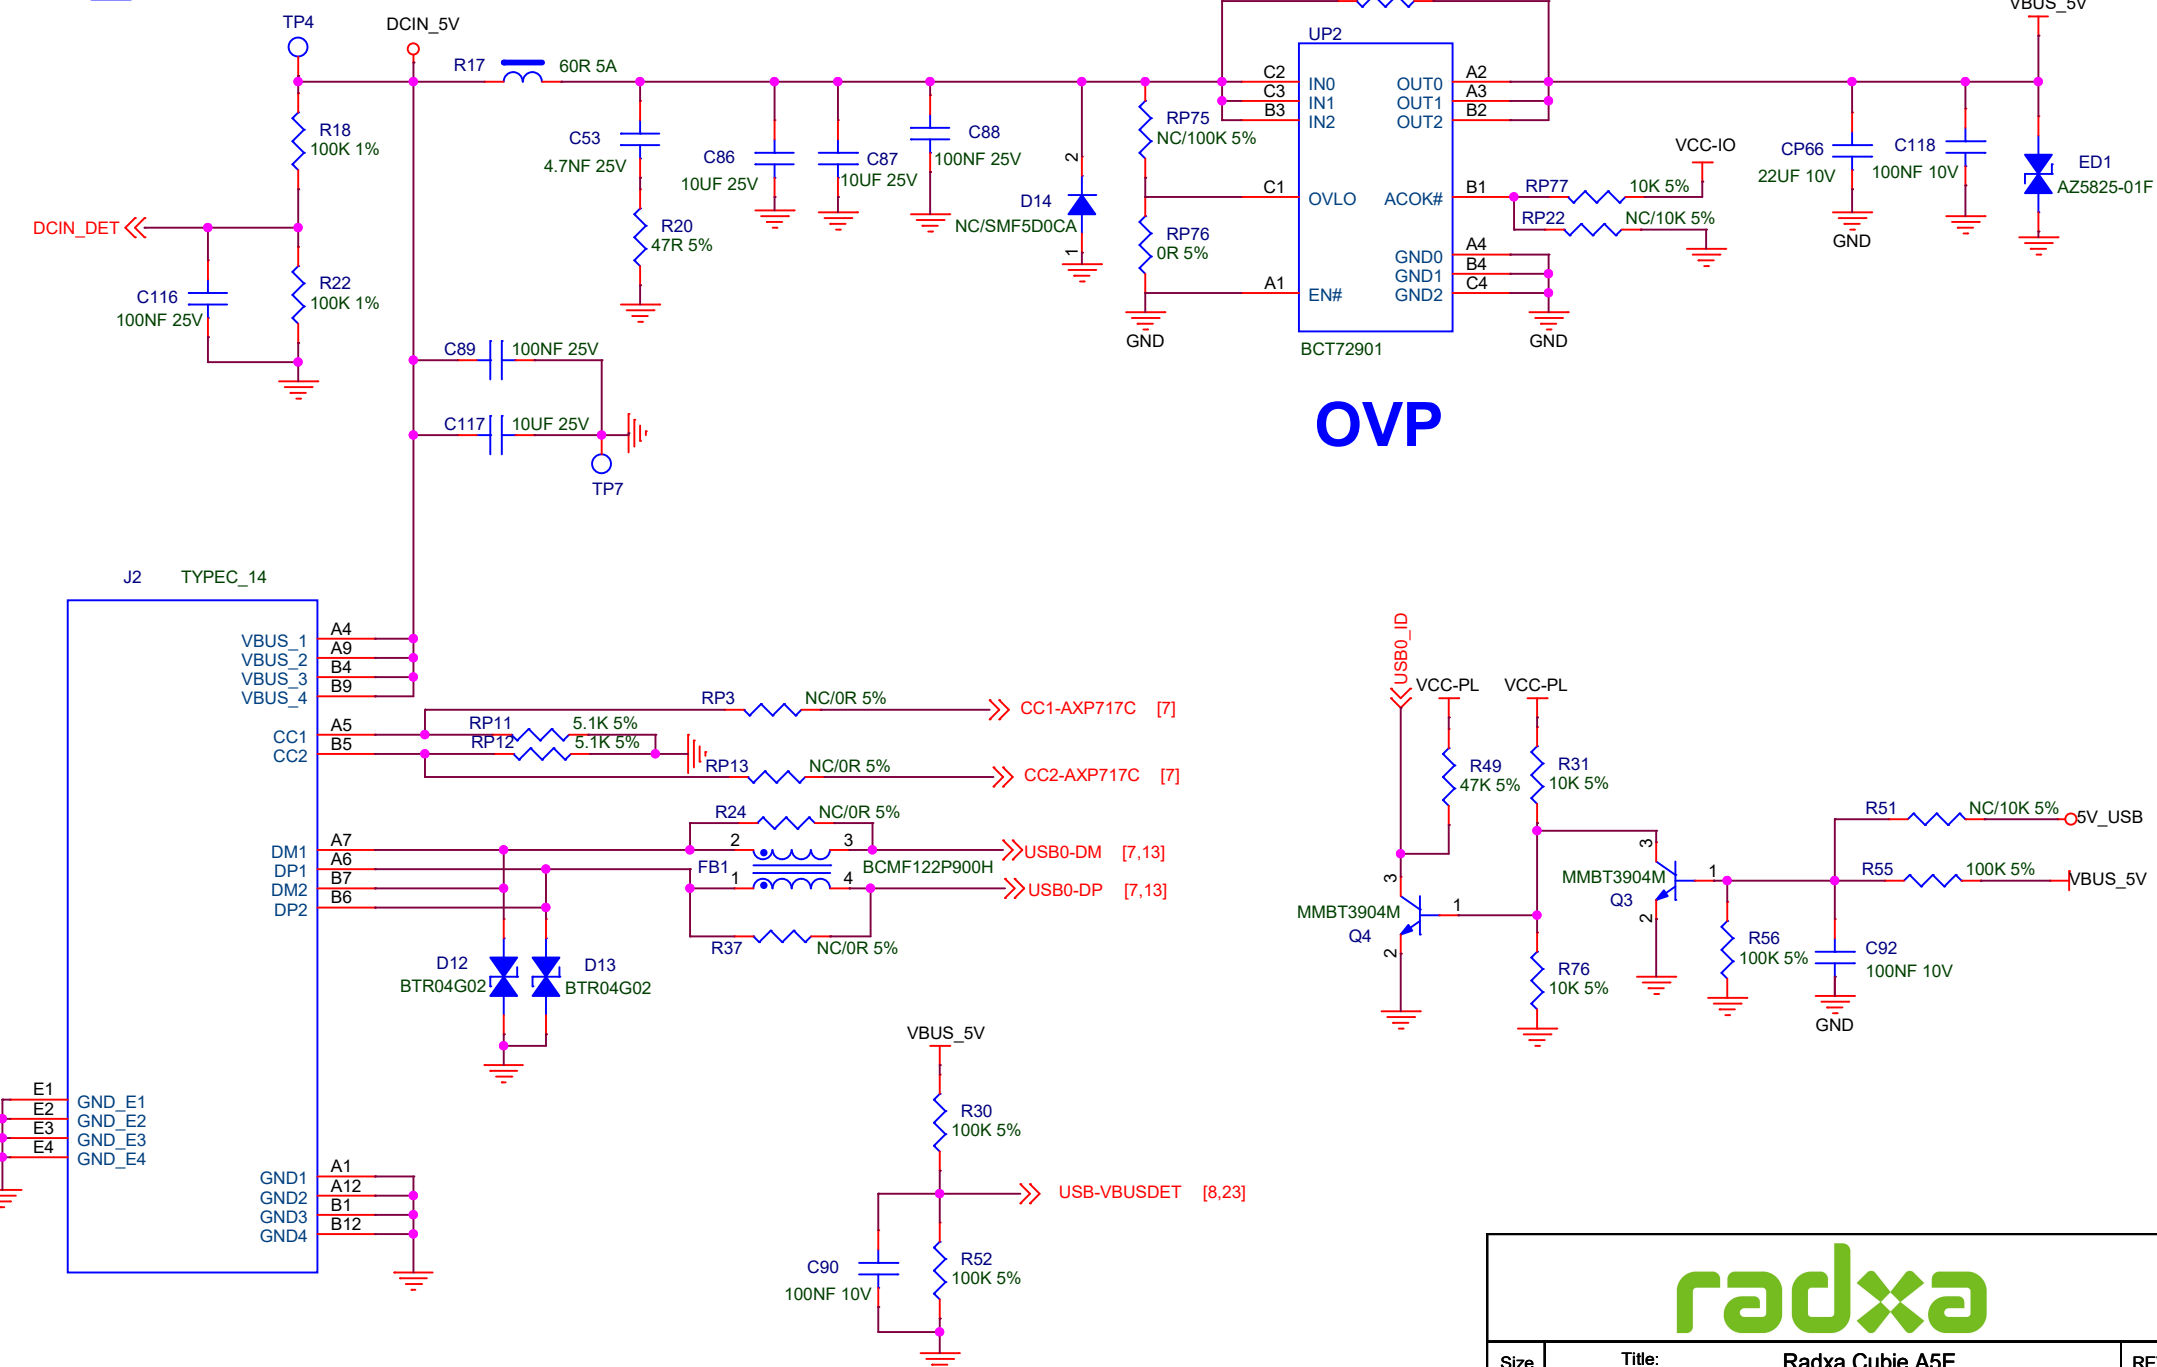 TP4
DCIN_5V
R17
60R 5A
R18
100K 1%
DCIN_DET
C116
100NF 25V
R22
100K 1%
C53
4.7NF 25V
R20
47R 5%
C86
10UF 25V
C87
10UF 25V
C88
100NF 25V
D14
NC/SMF5D0CA
2
1
RP75
NC/100K 5%
RP76
0R 5%
GND
UP2
C2
C3
B3
C1
A1
IN0
IN1
IN2
OVLO
EN#
OUT0
OUT1
OUT2
ACOK#
GND0
GND1
GND2
A2
A3
B2
B1
A4
B4
C4
BCT72901
GND
VCC-IO
RP77
10K 5%
RP22
NC/10K 5%
VBUS_5V
CP66
22UF 10V
GND
C118
100NF 10V
ED1
AZ5825-01F
OVP
C89
100NF 25V
C117
10UF 25V
TP7
J2
TYPEC_14
VBUS_1
VBUS_2
VBUS_3
VBUS_4
A4
A9
B4
B9
CC1
CC2
A5
B5
DM1
DP1
DM2
DP2
A7
A6
B7
B6
E1
E2
E3
E4
GND_E1
GND_E2
GND_E3
GND_E4
GND1
GND2
GND3
GND4
A1
A12
B1
B12
RP3
NC/0R 5%
CC1-AXP717C [7]
RP11
5.1K 5%
RP12
5.1K 5%
RP13
NC/0R 5%
CC2-AXP717C [7]
R24
NC/0R 5%
2
3
FB1
BCMF122P900H
1
4
USB0-DM [7,13]
USB0-DP [7,13]
R37
NC/0R 5%
D12
BTR04G02
D13
BTR04G02
VBUS_5V
R30
100K 5%
USB-VBUSDET [8,23]
C90
100NF 10V
R52
100K 5%
USB0_ID
VCC-PL
VCC-PL
R49
47K 5%
R31
10K 5%
3
MMBT3904M
Q4
1
2
3
MMBT3904M
Q3
1
2
R76
10K 5%
R51
NC/10K 5%
5V_USB
R55
100K 5%
VBUS_5V
R56
100K 5%
C92
100NF 10V
GND
radxa
Size
Title:
Radxa Cubie A5E